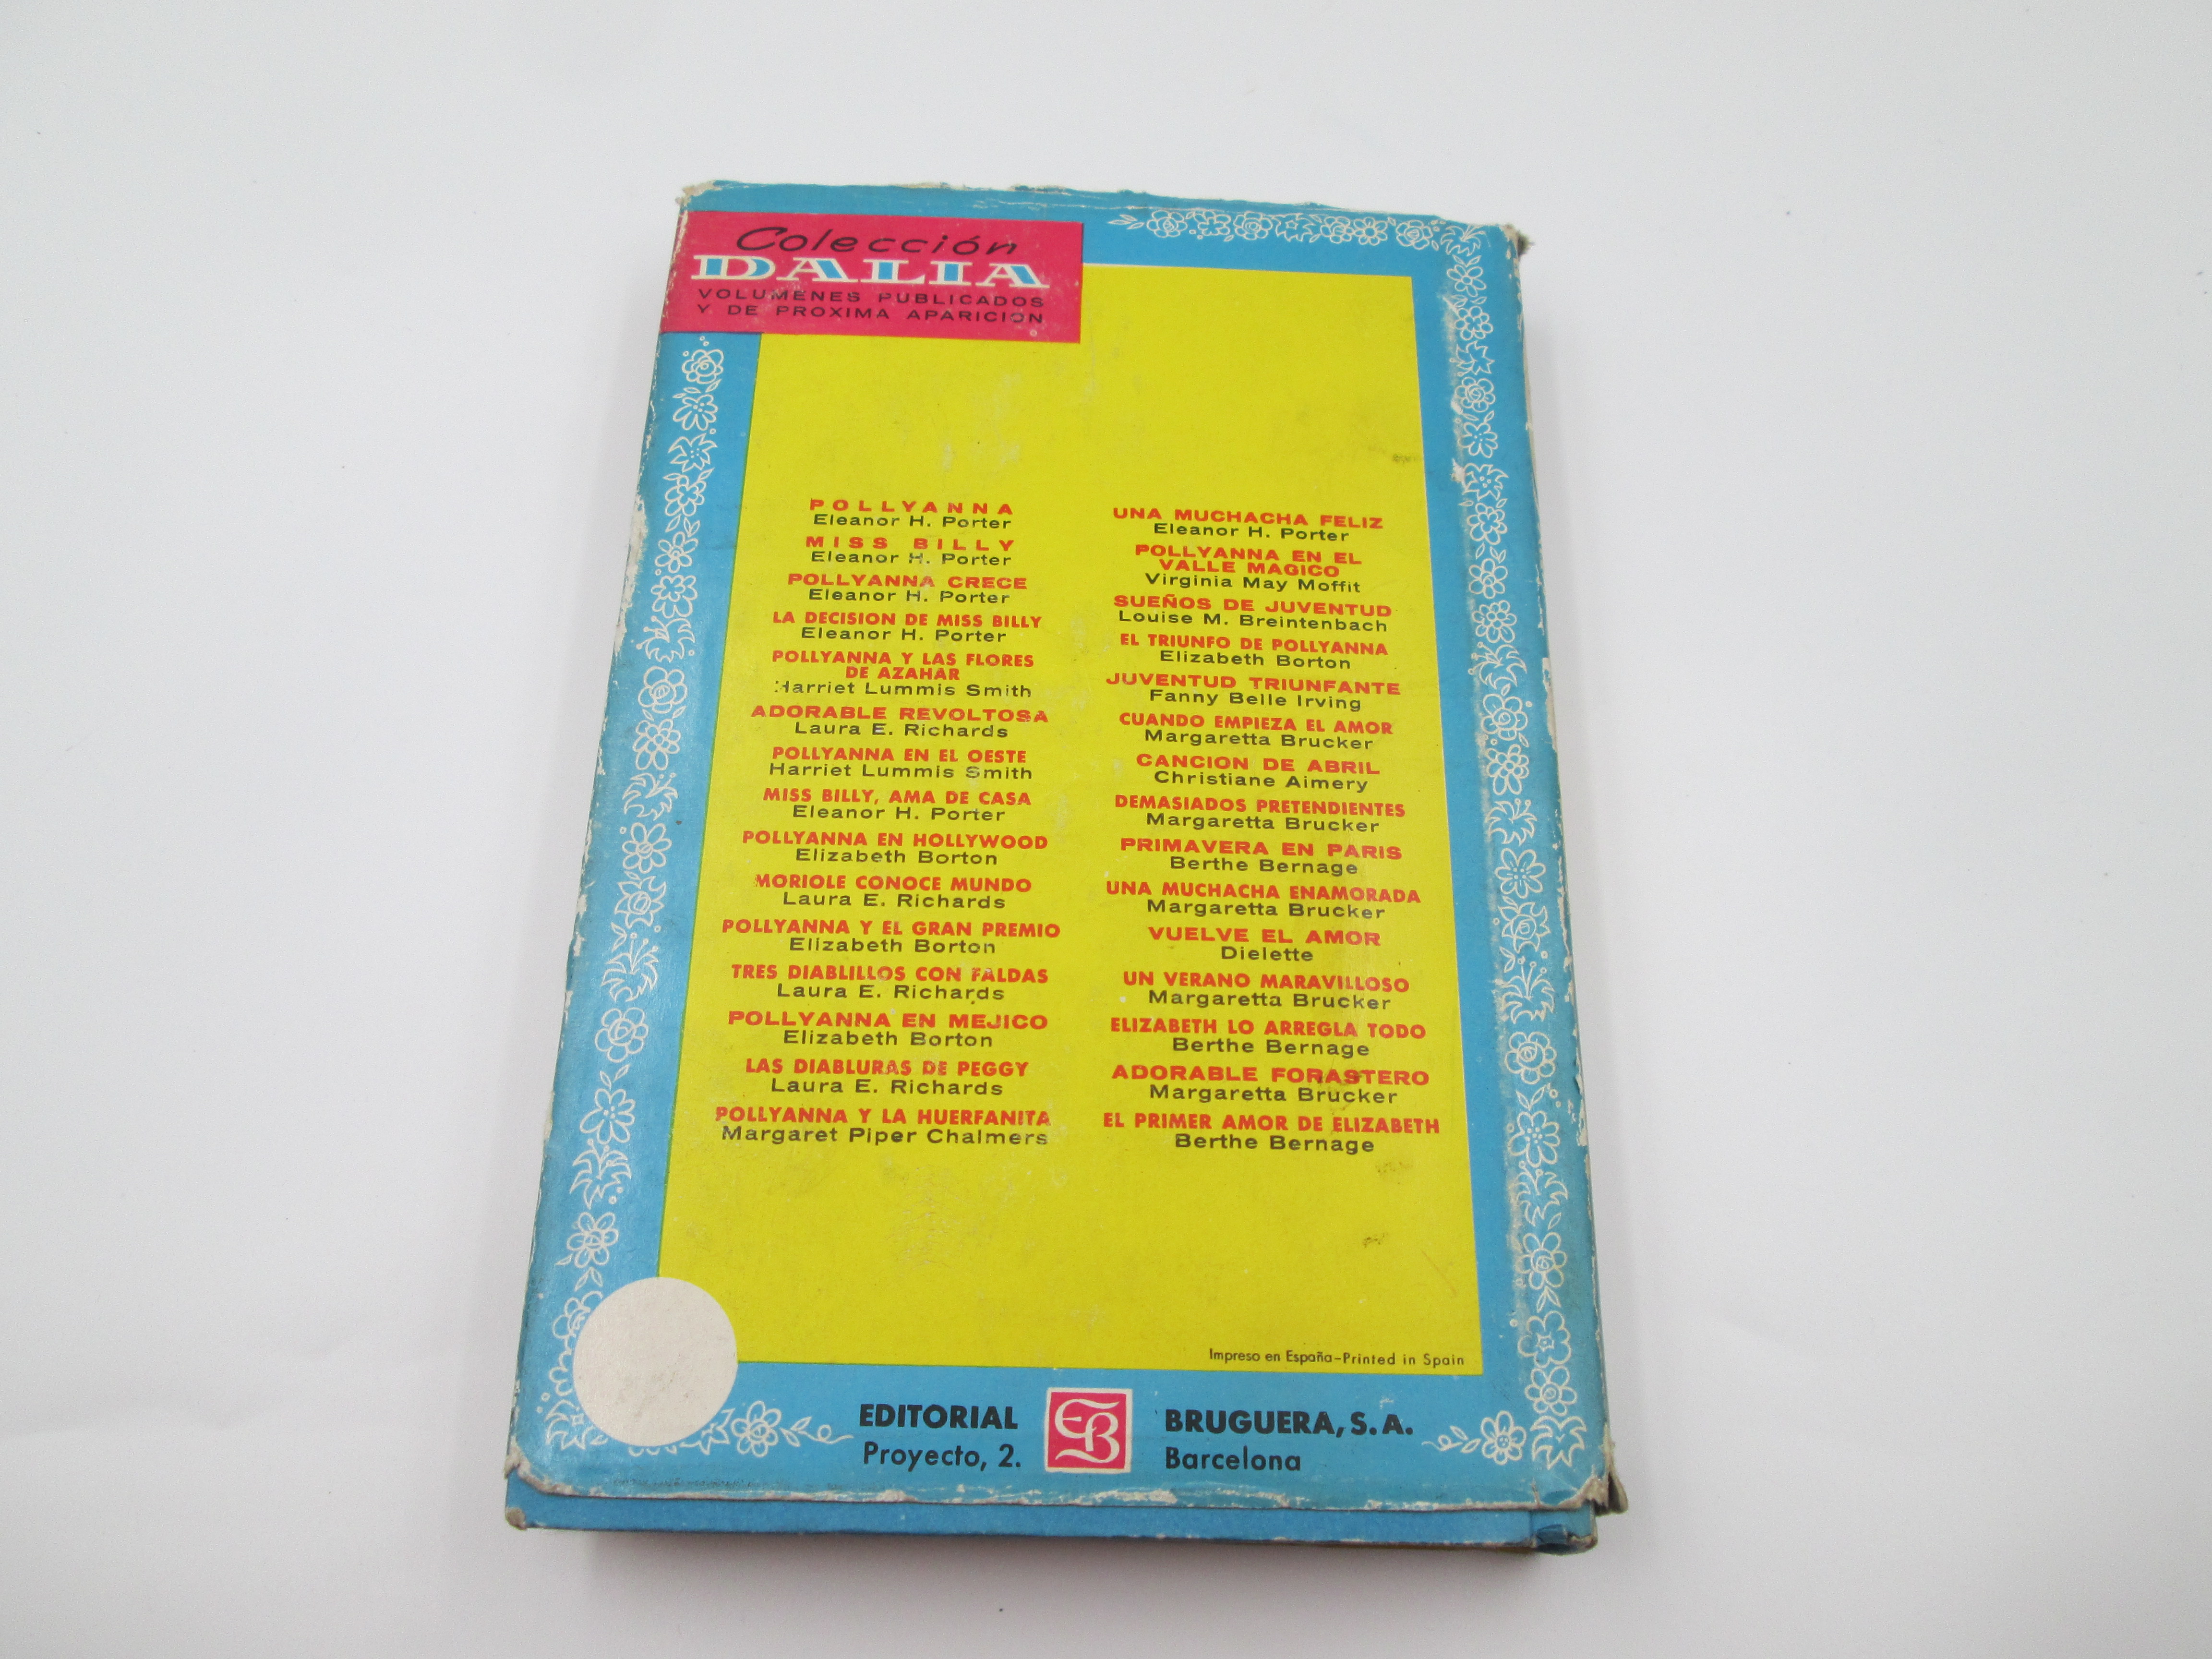 Colección
DALIA
VOLUMENES PUBLICADOS
Y DE PROXIMA APARICION
POLLYANNA
Eleanor H. Porter
MISS BILLY
Eleanor H. Porter
POLLYANNA CRECE
Eleanor H. Porter
LA DECISION DE MISS BILLY
Eleanor H. Porter
POLLYANNA Y LAS FLORES
DE AZAHAR
Harriet Lummis Smith
ADORABLE REVOLTOSA
Laura E. Richards
POLLYANNA EN EL OESTE
Harriet Lummis Smith
MISS BILLY, AMA DE CASA
Eleanor H. Porter
POLLYANNA EN HOLLYWOOD
Elizabeth Borton
MORIOLE CONOCE MUNDO
Laura E. Richards
POLLYANNA Y EL GRAN PREMIO
Elizabeth Borton
TRES DIABLILLOS CON FALDAS
Laura E. Richards
POLLYANNA EN MEJICO
Elizabeth Borton
LAS DIABLURAS DE PEGGY
Laura E. Richards
POLLYANNA Y LA HUERFANITA
Margaret Piper Chalmers
UNA MUCHACHA FELIZ
Eleanor H. Porter
POLLYANNA EN EL
VALLE MAGICO
Virginia May Moffit
SUEÑOS DE JUVENTUD
Louise M. Breintenbach
EL TRIUNFO DE POLLYANNA
Elizabeth Borton
JUVENTUD TRIUNFANTE
Fanny Belle Irving
CUANDO EMPIEZA EL AMOR
Margaretta Brucker
CANCION DE ABRIL
Christiane Aimery
DEMASIADOS PRETENDIENTES
Margaretta Brucker
PRIMAVERA EN PARIS
Berthe Bernage
UNA MUCHACHA ENAMORADA
Margaretta Brucker
VUELVE EL AMOR
Dielette
UN VERANO MARAVILLOSO
Margaretta Brucker
ELIZABETH LO ARREGLA TODO
Berthe Bernage
ADORABLE FORASTERO
Margaretta Brucker
EL PRIMER AMOR DE ELIZABETH
Berthe Bernage
Impreso en España-Printed in Spain
EDITORIAL EB BRUGUERA, S. A.
Proyecto, 2. Barcelona